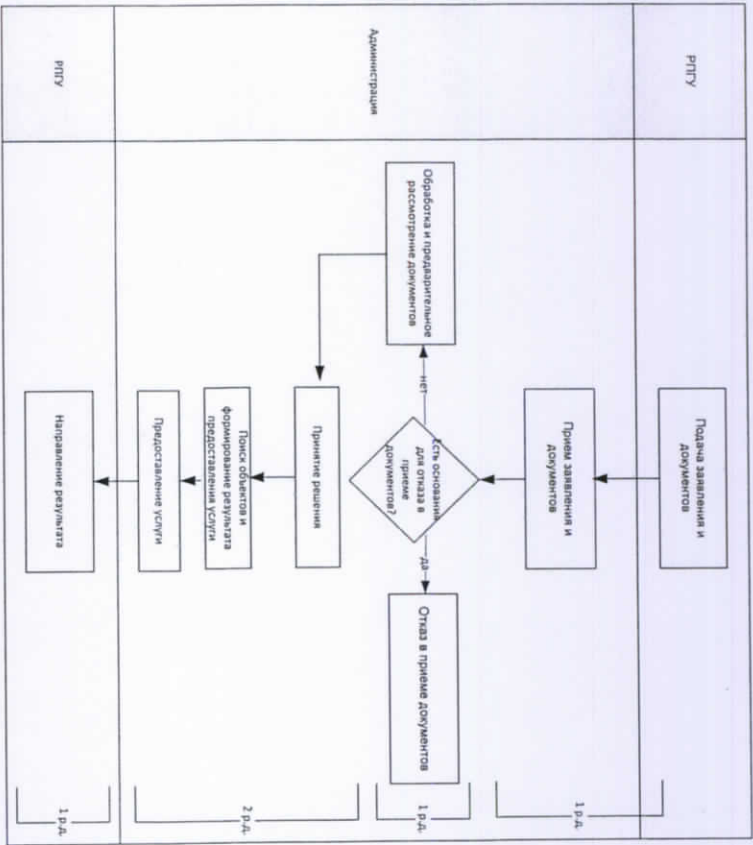 РПГУ
Подача заявления и
документов
Администрация
Прием заявления и
документов
1 р.д.
Есть основания
для отказа в
приеме
документов?
нет
да
Обработка и предварительное
рассмотрение документов
Отказ в приеме документов
1 р.д.
Принятие решения
Поиск объектов и
формирование результата
предоставления услуги
Предоставление услуги
2 р.д.
РПГУ
Направление результата
1 р.д.